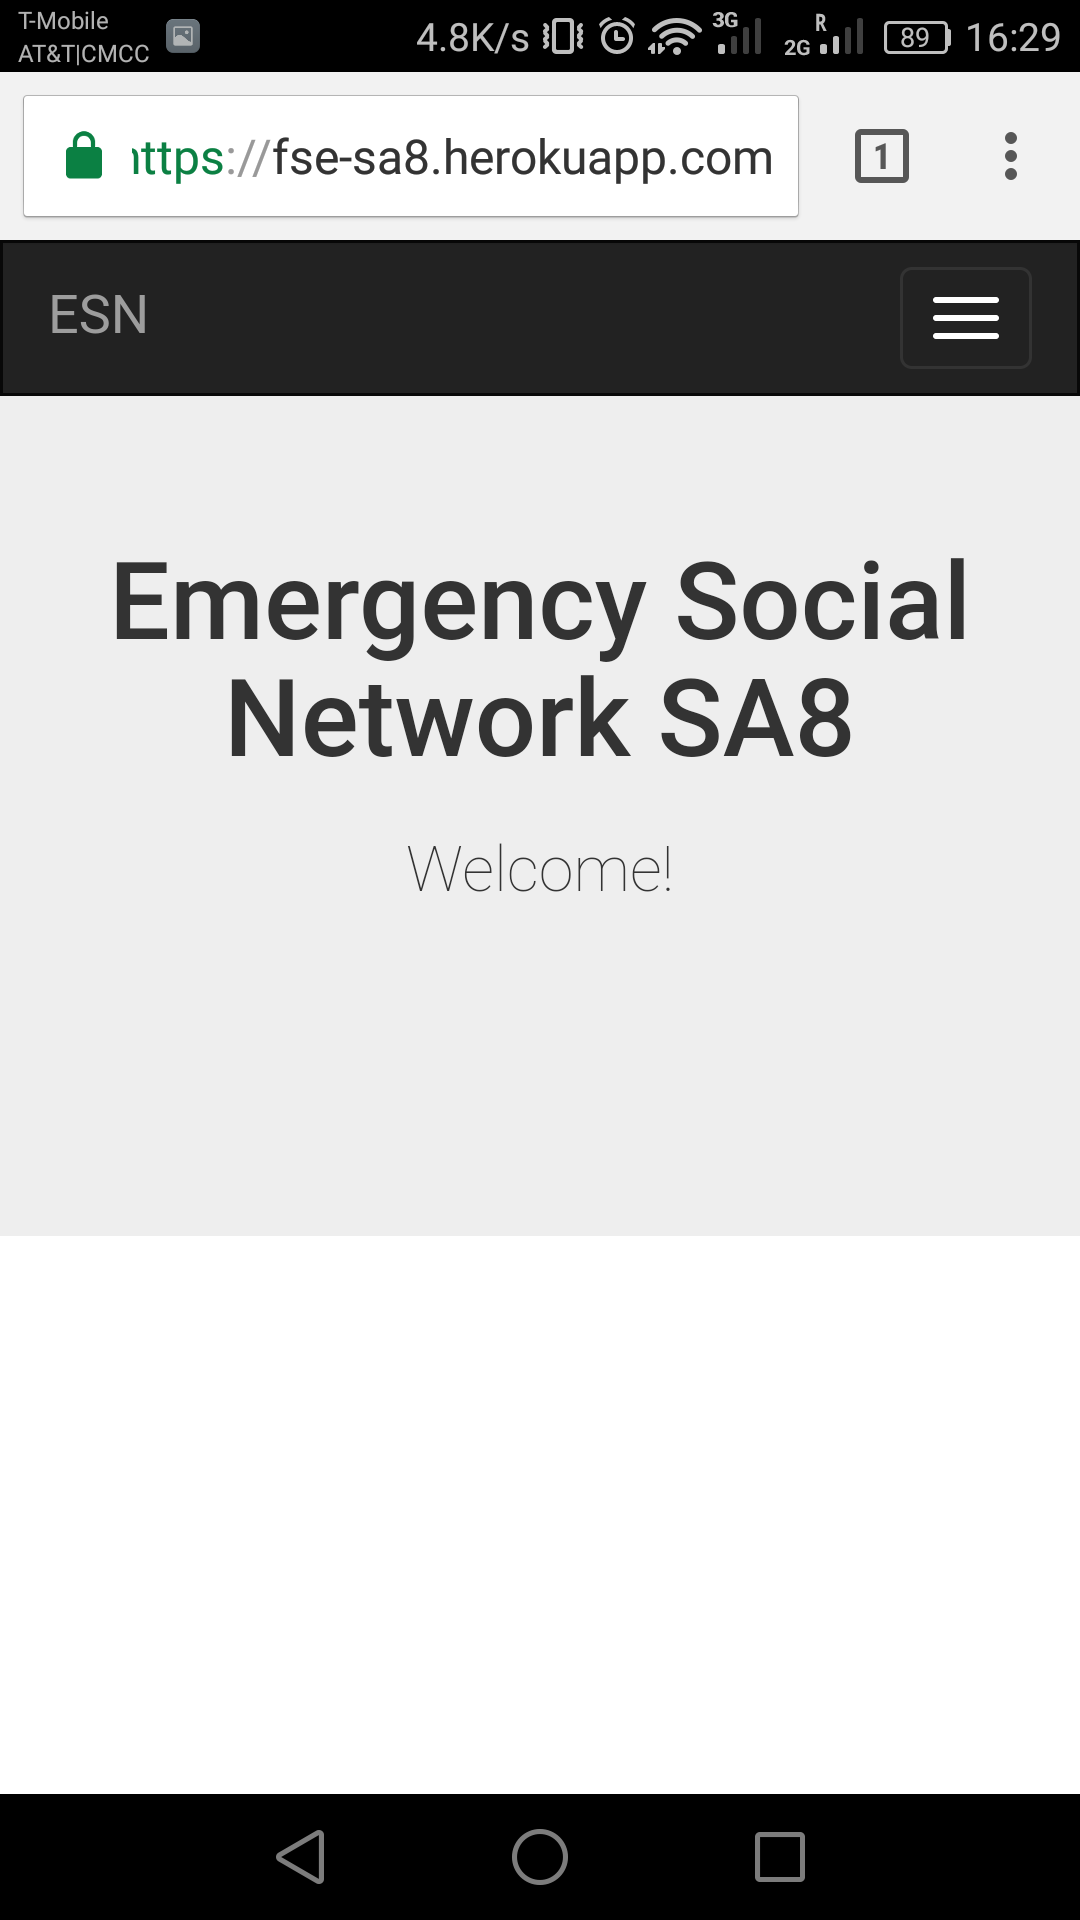 T-Mobile
AT&T|CMCC
4.8K/s 3G 2G R 89 16:29
https://fse-sa8.herokuapp.com 1
ESN
Emergency Social
Network SA8
Welcome!